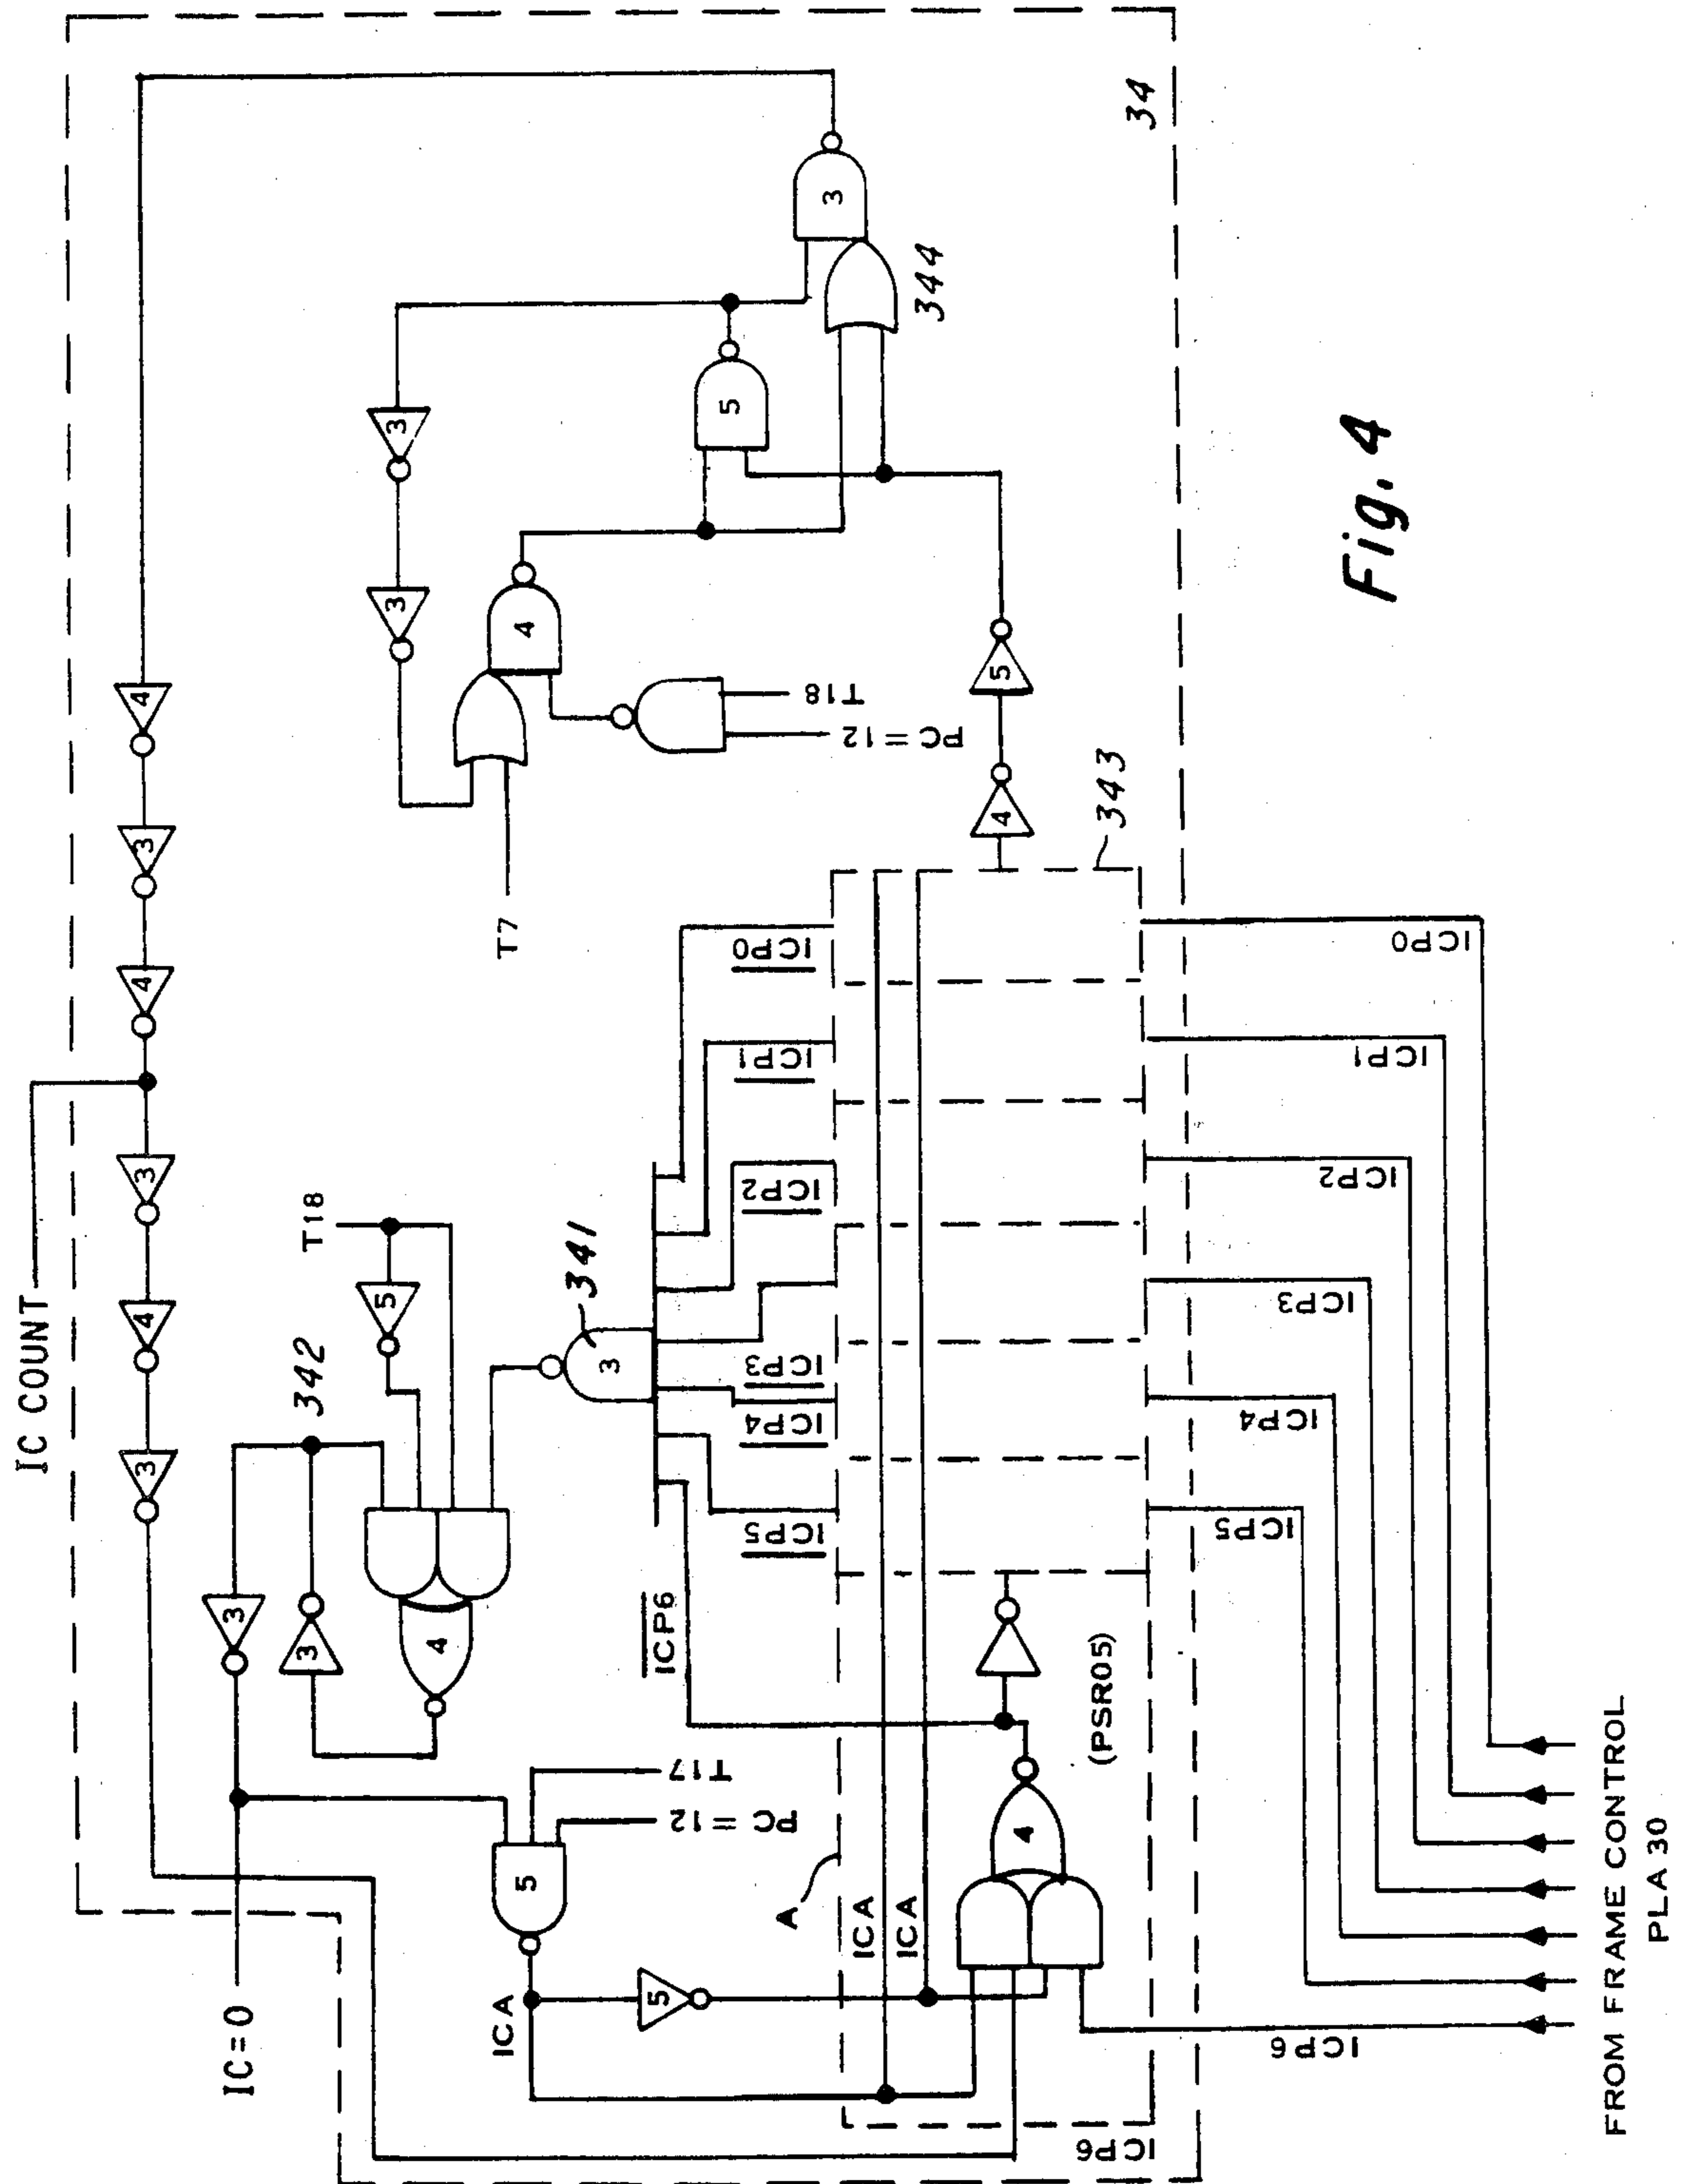 IC COUNT
34
3
344
5
3
3
4
T18
PC = 12
T7
4
3
4
3
4
3
5
4
343
T18
5
342
341
3
ICP0
ICP1
ICP2
ICP3
ICP4
ICP5
ICP6
3
3
4
IC=0
T17
PC = 12
5
ICA
5
A
ICA
ICA
4
(PSR05)
ICP6
ICP0
ICP1
ICP2
ICP3
ICP4
ICP5
ICP6
FROM FRAME CONTROL
PLA 30
Fig. 4